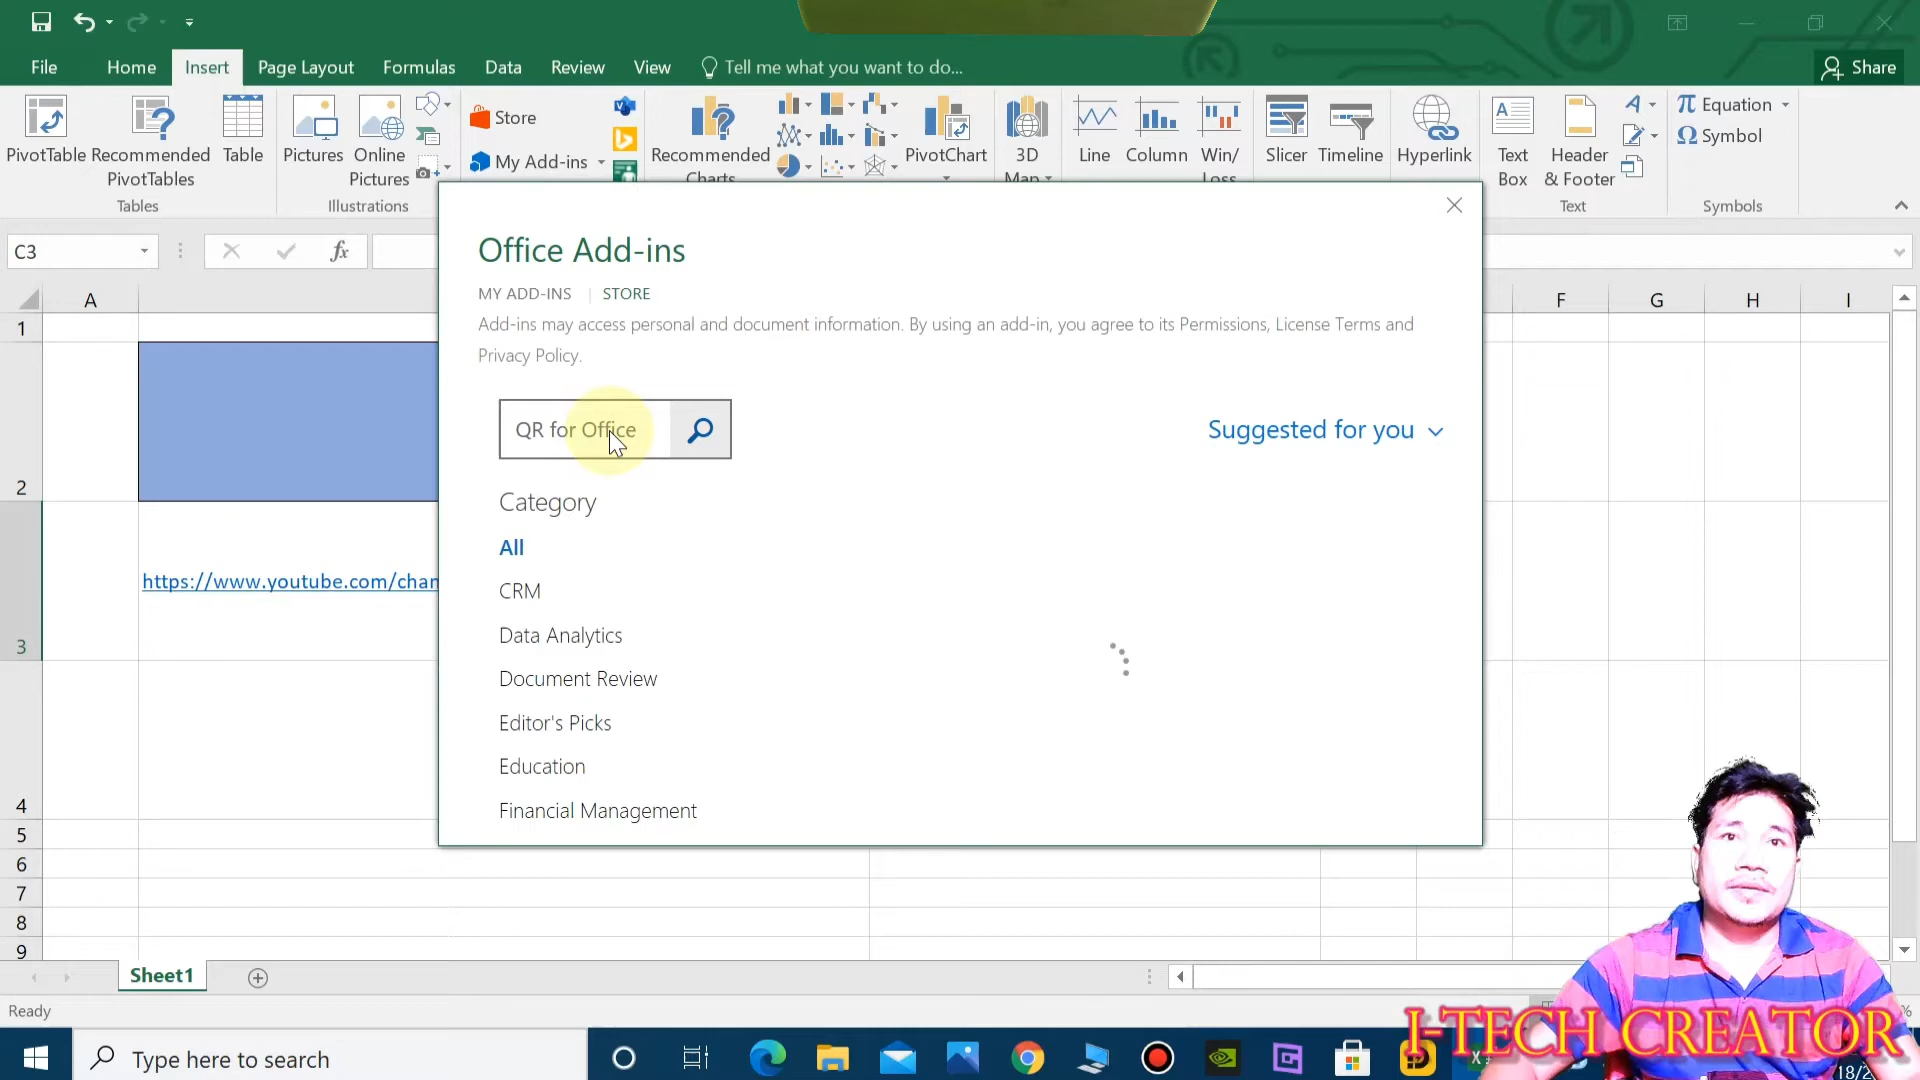 File Home Insert Page Layout Formulas Data Review View Tell me what you want to do... Share
PivotTable Recommended PivotTables Table
Tables
Pictures Online Pictures
Illustrations
Store
My Add-ins
Recommended Charts
PivotChart
3D Map
Line Column Win/ Loss
Slicer Timeline
Hyperlink
Text Box Header & Footer
Text
Equation
Symbol
Symbols
C3 fx
A F G H I
1
2
3
4
5
6
7
8
9
https://www.youtube.com/chan
Office Add-ins
MY ADD-INS | STORE
Add-ins may access personal and document information. By using an add-in, you agree to its Permissions, License Terms and
Privacy Policy.
QR for Office
Suggested for you
Category
All
CRM
Data Analytics
Document Review
Editor's Picks
Education
Financial Management
Sheet1
Ready
I-TECH CREATOR
Type here to search